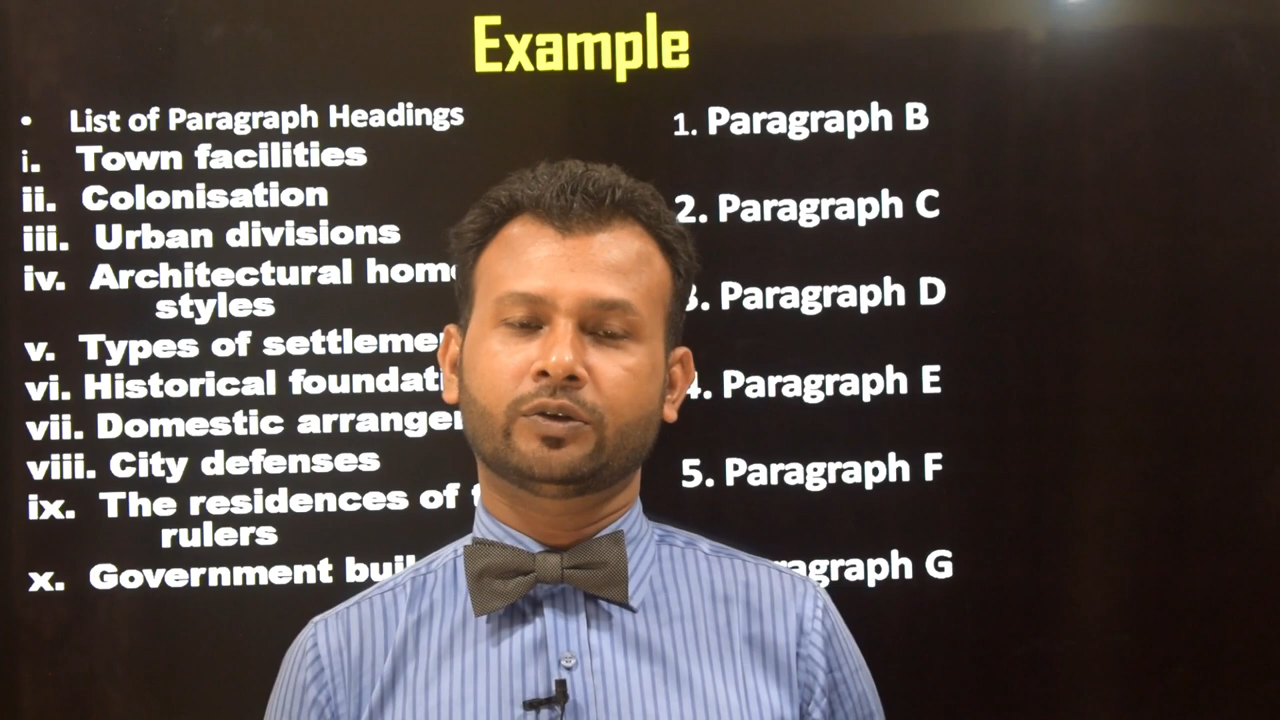 Example
• List of Paragraph Headings
i. Town facilities
ii. Colonisation
iii. Urban divisions
iv. Architectural
styles
v. Types of
vi. Historical
vii. Domestic
viii. City defenses
ix. The residences of
rulers
x. Government
1. Paragraph B
2. Paragraph C
3. Paragraph D
4. Paragraph E
5. Paragraph F
G